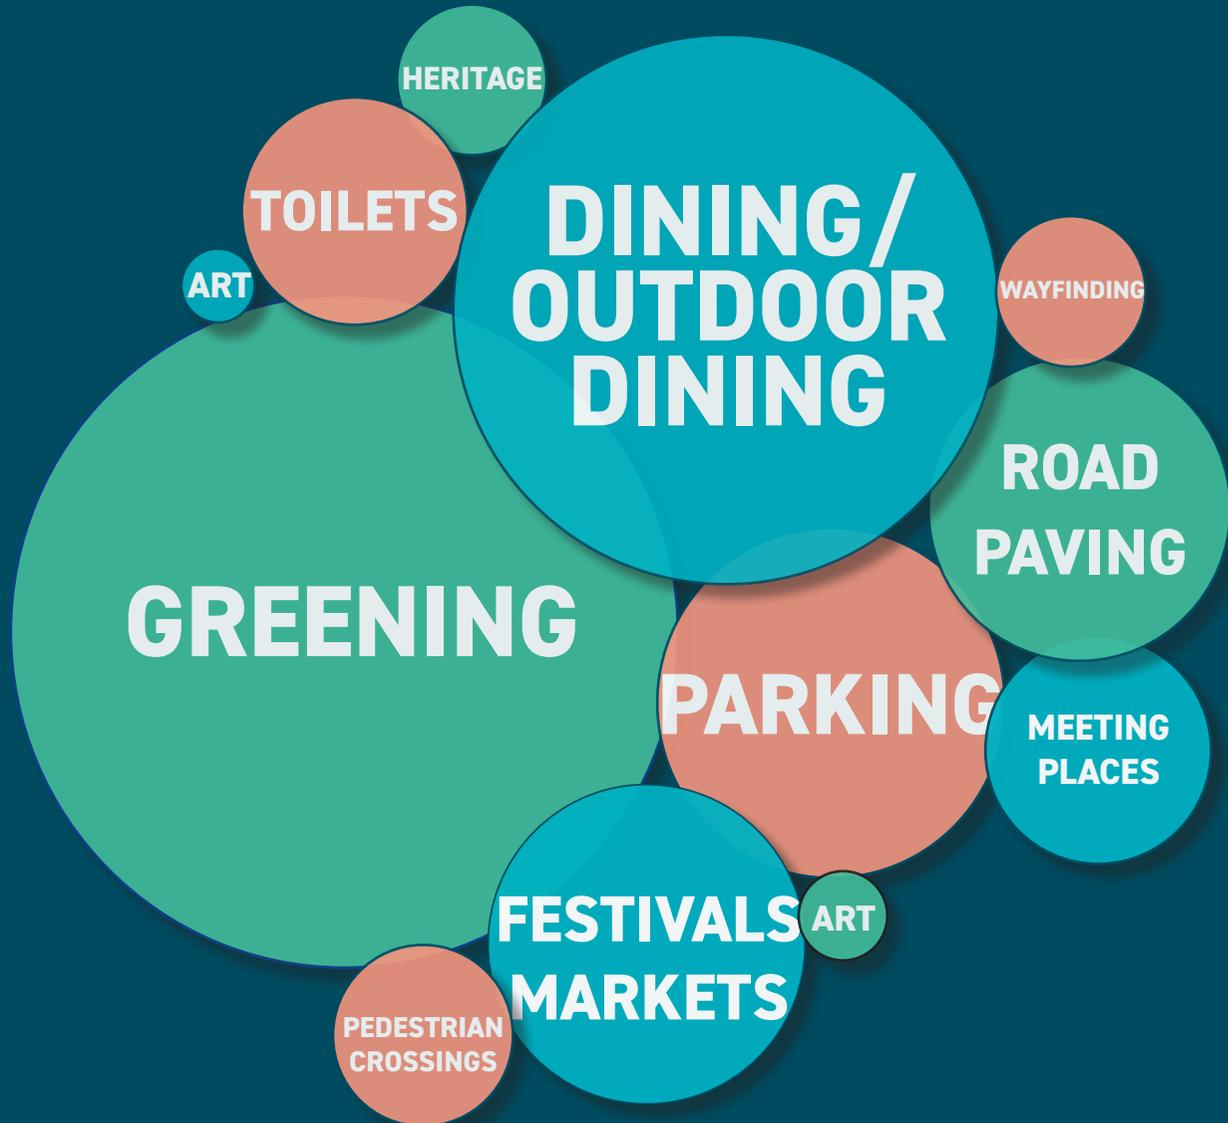 HERITAGE
TOILETS
DINING/
OUTDOOR
DINING
ART
WAYFINDING
ROAD
PAVING
GREENING
PARKING
MEETING
PLACES
FESTIVALS
MARKETS
ART
PEDESTRIAN
CROSSINGS